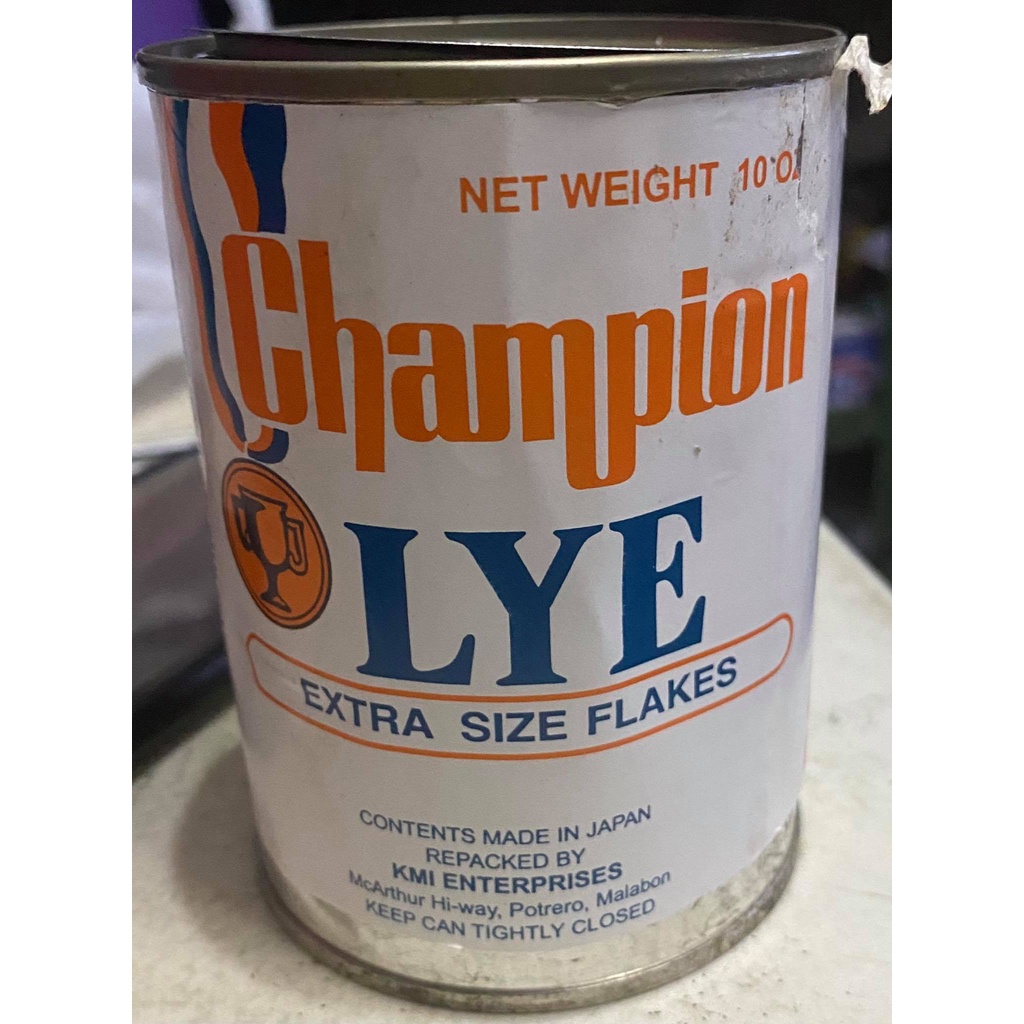 NET WEIGHT 10 OZ
Champion
LYE
EXTRA SIZE FLAKES
CONTENTS MADE IN JAPAN
REPACKED BY
KMI ENTERPRISES
McArthur Hi-way, Potrero, Malabon
KEEP CAN TIGHTLY CLOSED